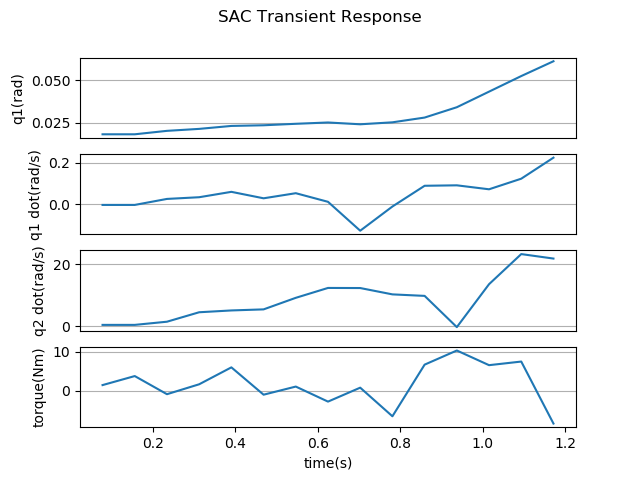 SAC Transient Response
q1(rad)
0.050
0.025
q1 dot(rad/s)
0.2
0.0
q2 dot(rad/s)
20
0
torque(Nm)
10
0
0.2 0.4 0.6 0.8 1.0 1.2
time(s)